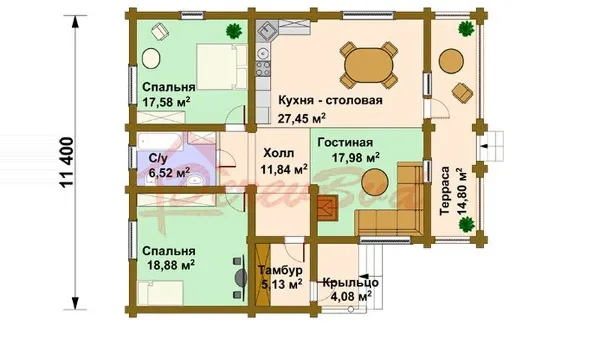 11 400
Спальня
17,58 м²
Кухня - столовая
27,45 м²
С/у
6,52 м²
Холл
11,84 м²
Гостиная
17,98 м²
Терраса
14,80 м²
Спальня
18,88 м²
Тамбур
5,13 м²
Крыльцо
4,08 м²